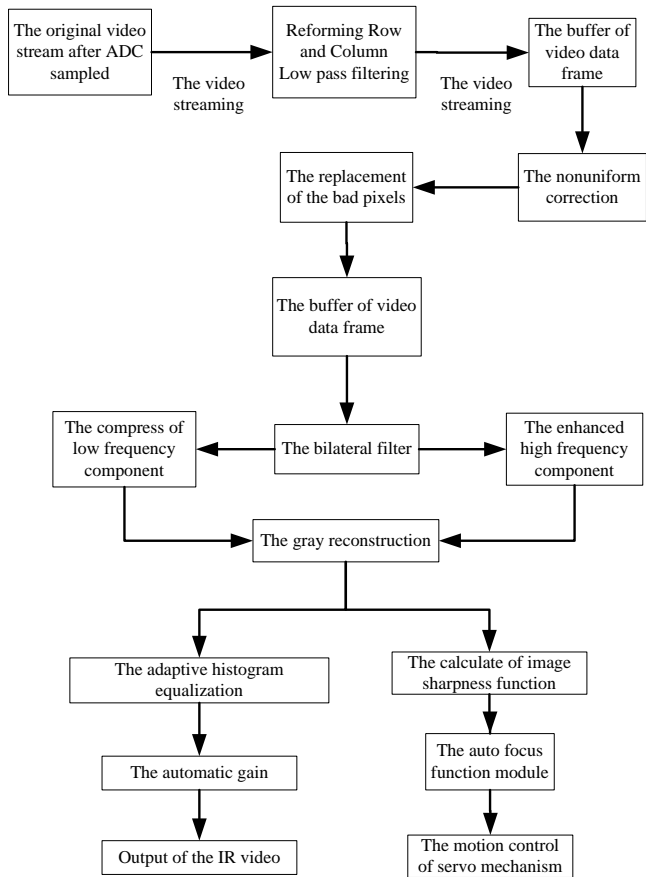 The original video
stream after ADC
sampled
The video
streaming
Reforming Row
and Column
Low pass filtering
The video
streaming
The buffer of
video data
frame
The nonuniform
correction
The replacement
of the bad pixels
The buffer of video
data frame
The bilateral filter
The compress of
low frequency
component
The enhanced
high frequency
component
The gray reconstruction
The adaptive histogram
equalization
The automatic gain
Output of the IR video
The calculate of image
sharpness function
The auto focus
function module
The motion control
of servo mechanism